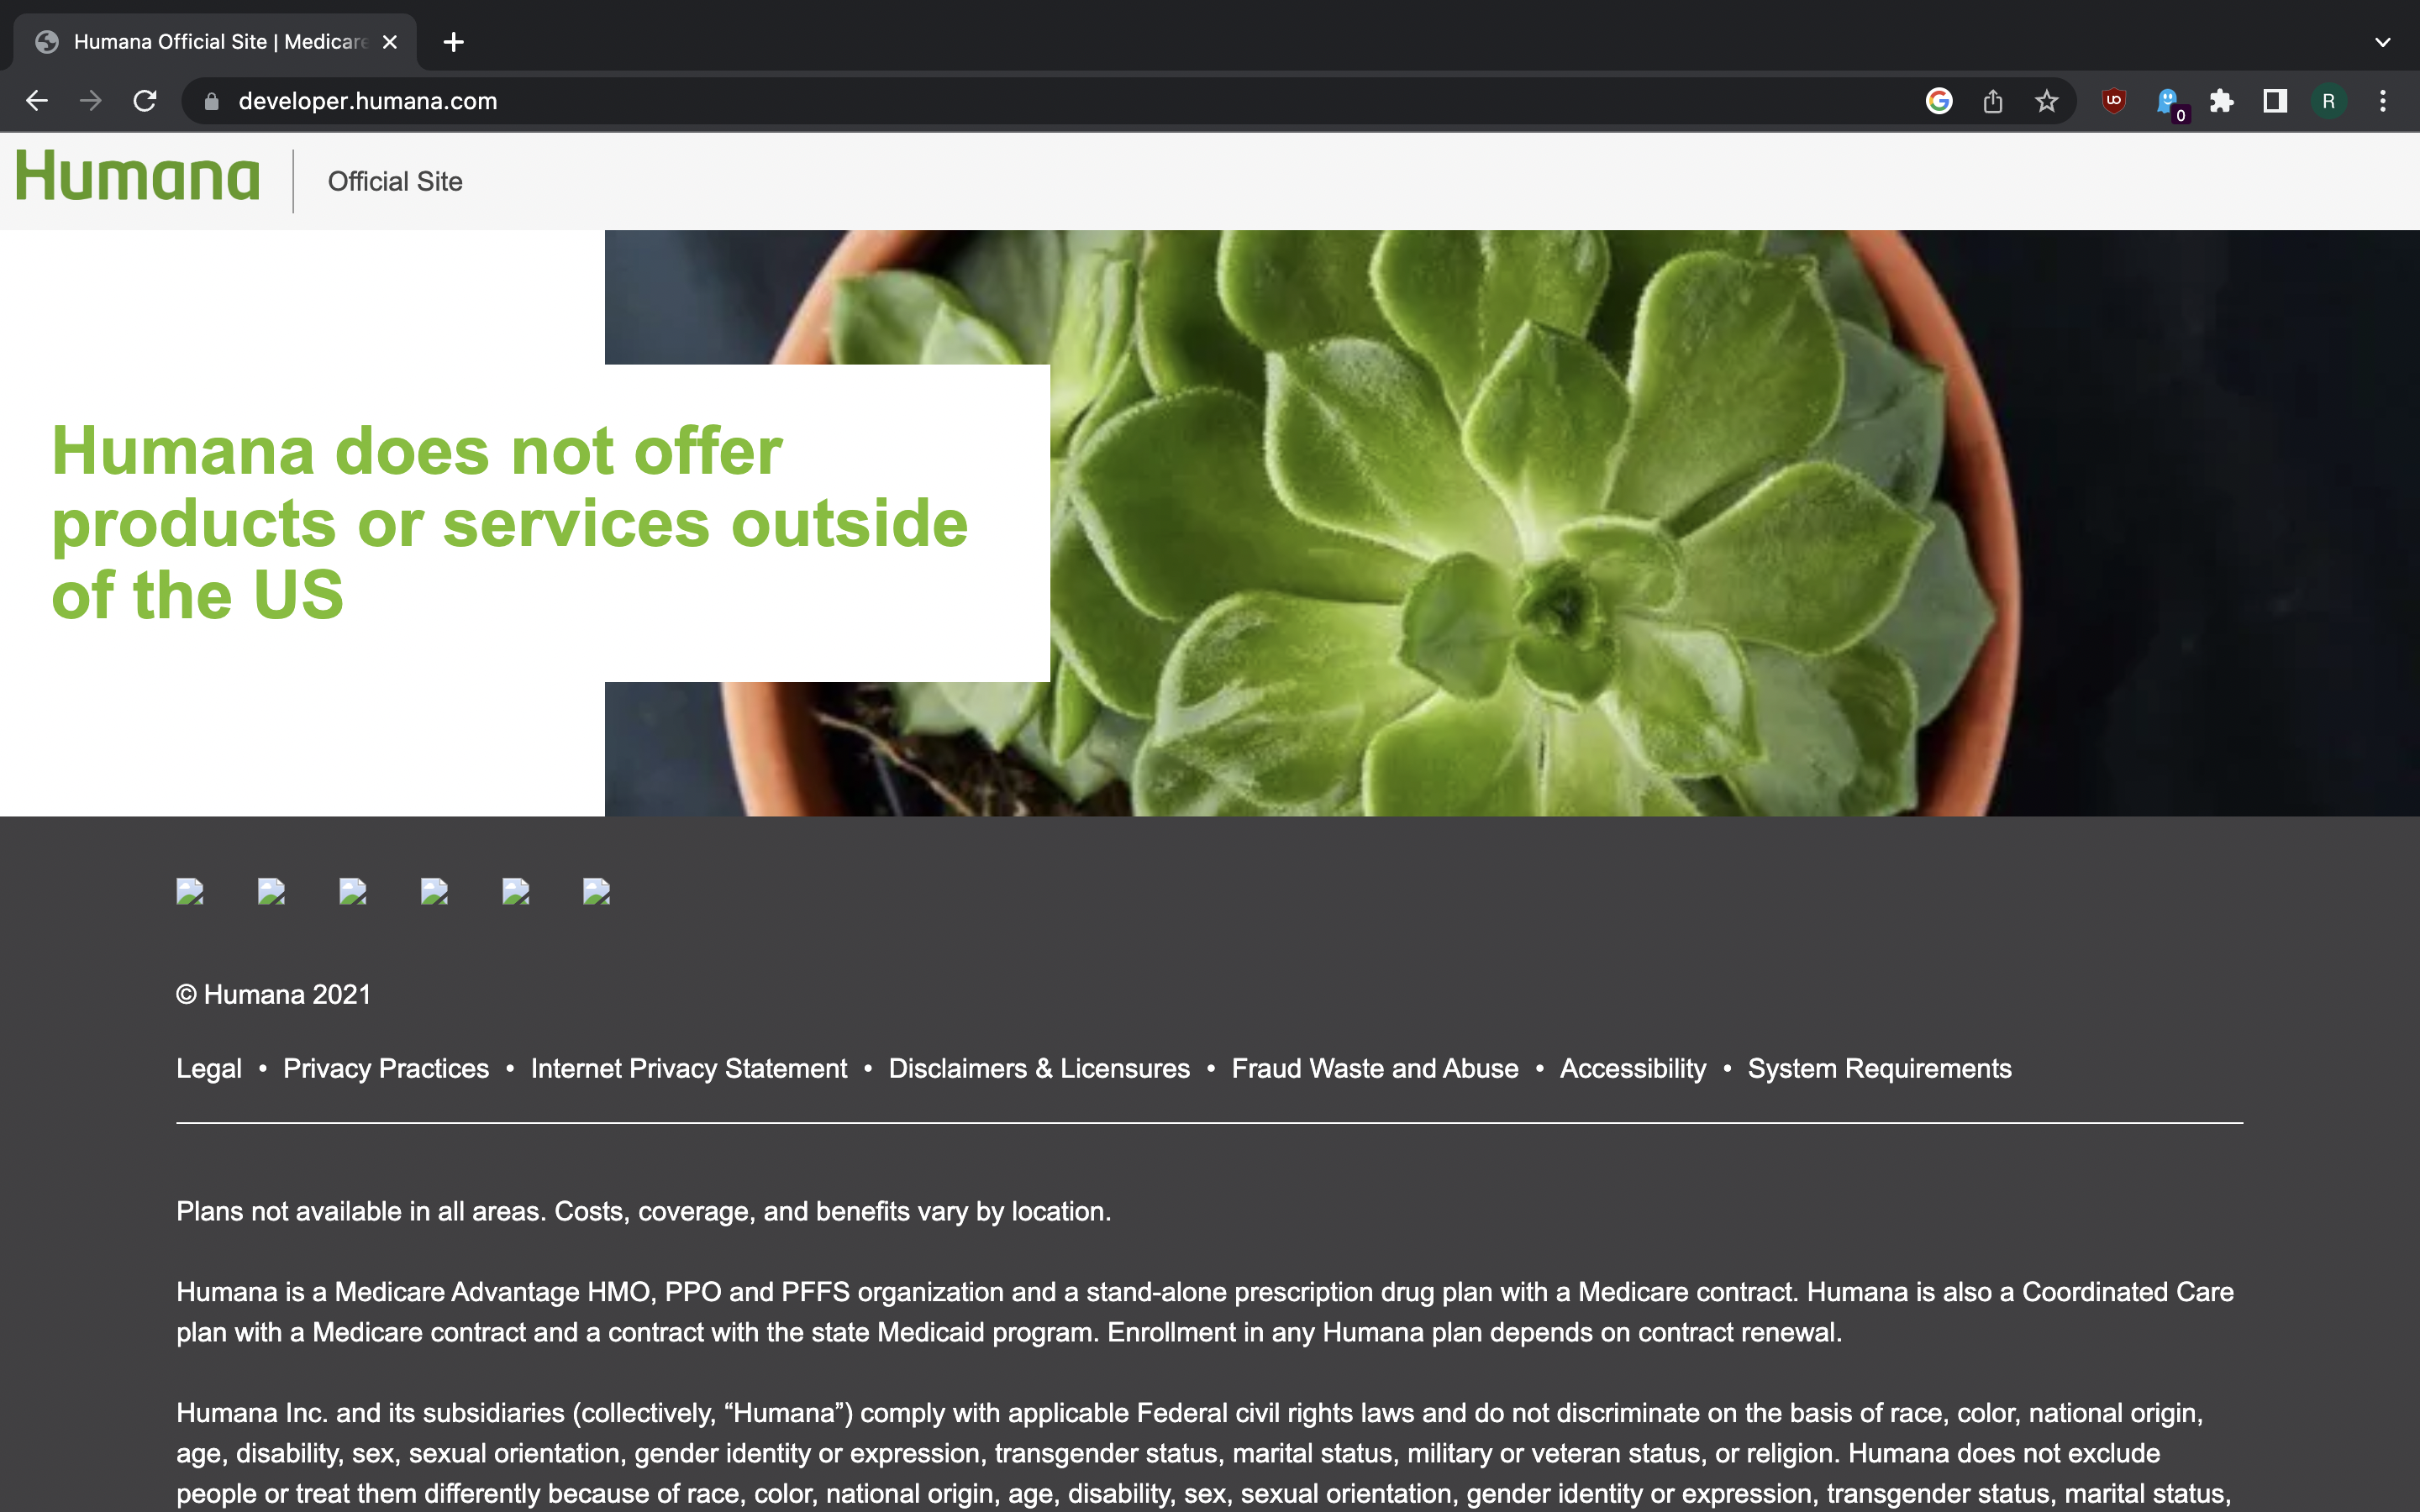 Humana Official Site | Medicare
developer.humana.com
0
R
Humana
Official Site
Humana does not offer
products or services outside
of the US
© Humana 2021
Legal • Privacy Practices • Internet Privacy Statement • Disclaimers & Licensures • Fraud Waste and Abuse • Accessibility • System Requirements
Plans not available in all areas. Costs, coverage, and benefits vary by location.
Humana is a Medicare Advantage HMO, PPO and PFFS organization and a stand-alone prescription drug plan with a Medicare contract. Humana is also a Coordinated Care
plan with a Medicare contract and a contract with the state Medicaid program. Enrollment in any Humana plan depends on contract renewal.
Humana Inc. and its subsidiaries (collectively, “Humana”) comply with applicable Federal civil rights laws and do not discriminate on the basis of race, color, national origin,
age, disability, sex, sexual orientation, gender identity or expression, transgender status, marital status, military or veteran status, or religion. Humana does not exclude
people or treat them differently because of race, color, national origin, age, disability, sex, sexual orientation, gender identity or expression, transgender status, marital status,